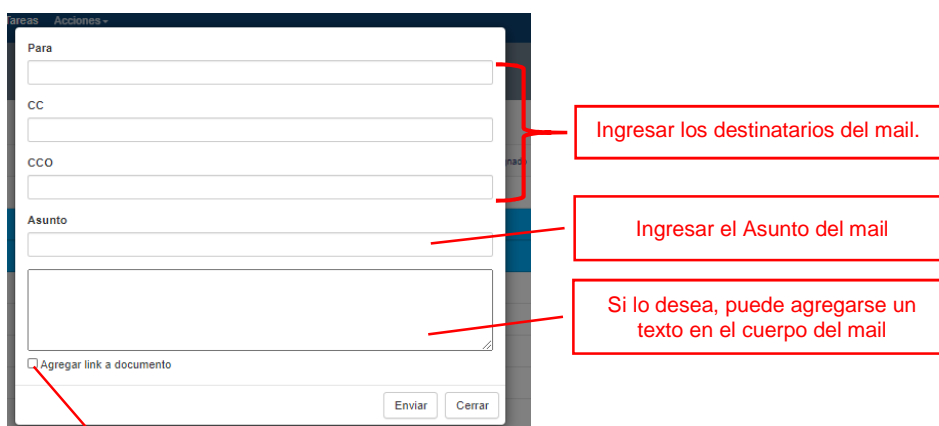 Tareas Acciones
Para
CC
Ingresar los destinatarios del mail.
CCO
nado
Asunto
Ingresar el Asunto del mail
Si lo desea, puede agregarse un
texto en el cuerpo del mail
Agregar link a documento
Enviar Cerrar